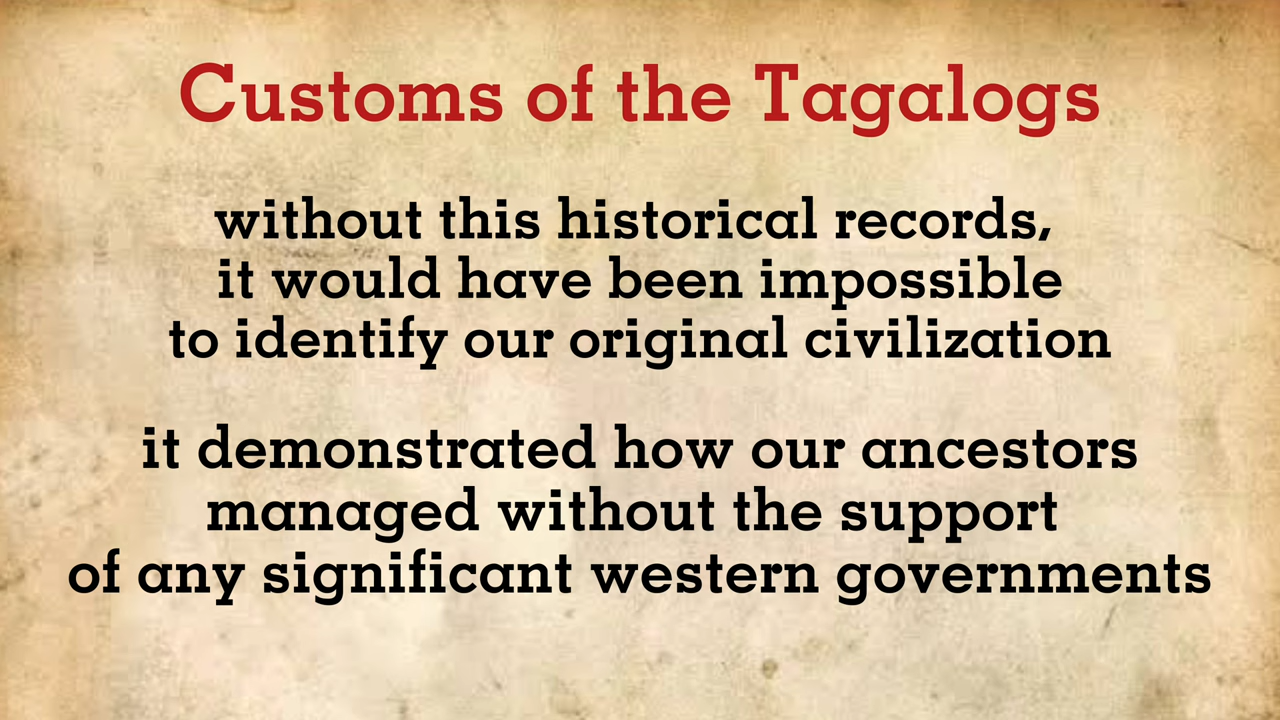 Customs of the Tagalogs
without this historical records,
it would have been impossible
to identify our original civilization
it demonstrated how our ancestors
managed without the support
of any significant western governments